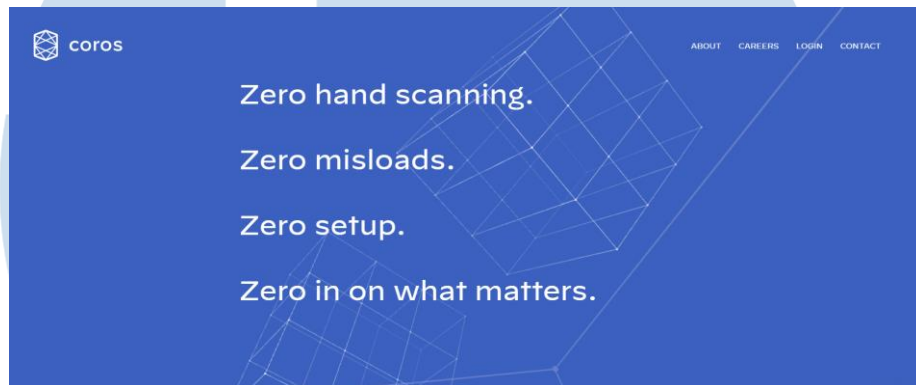 coros
ABOUT CAREERS LOGIN CONTACT
Zero hand scanning.
Zero misloads.
Zero setup.
Zero in on what matters.